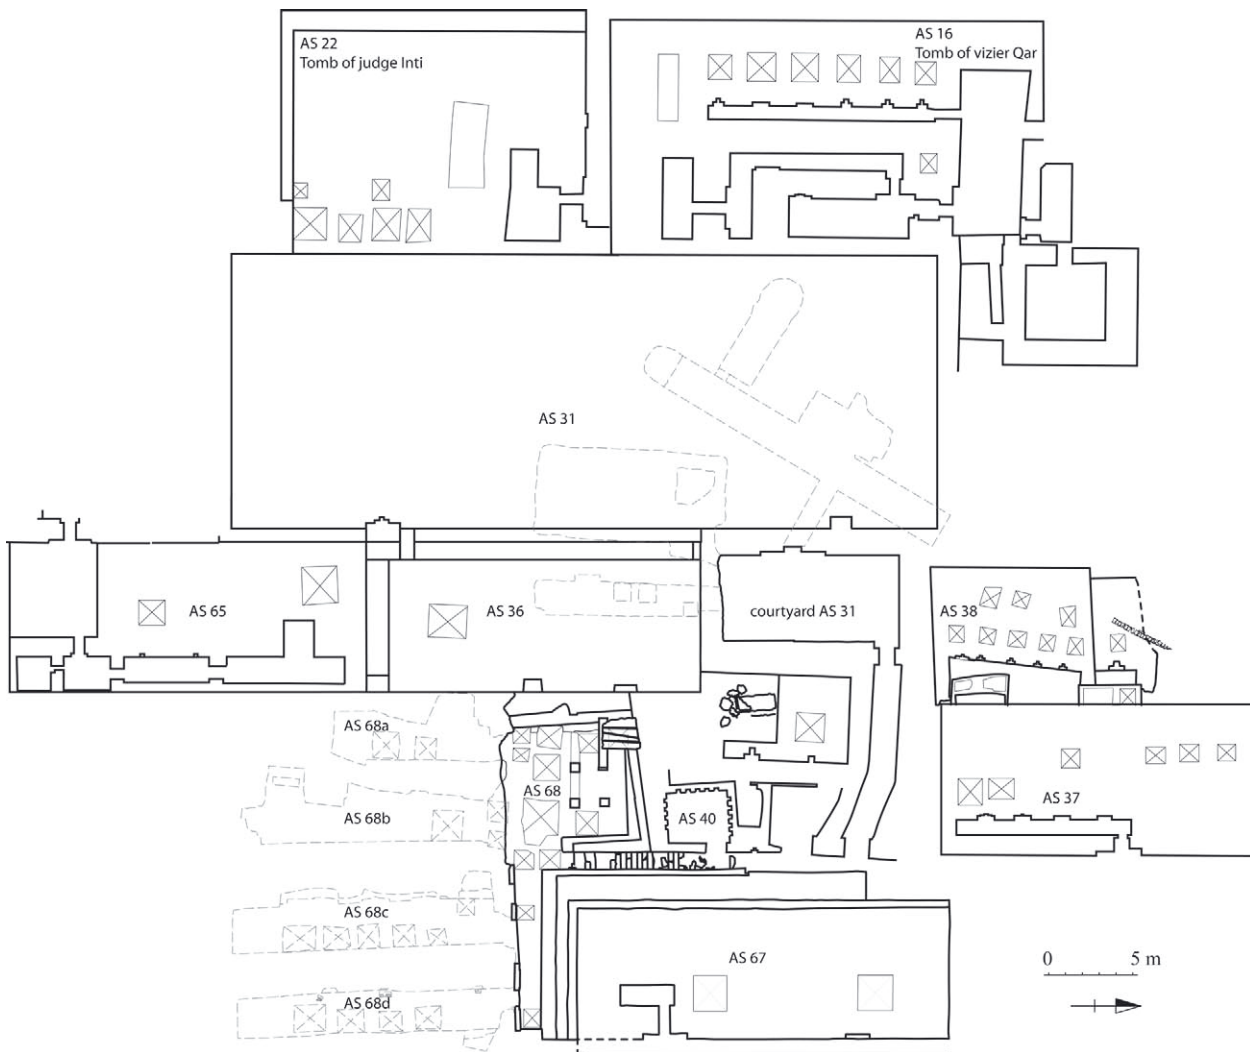 AS 22
Tomb of judge Inti
AS 16
Tomb of vizier Qar
AS 31
AS 65
AS 36
courtyard AS 31
AS 38
AS 68a
AS 68
AS 37
AS 68b
AS 40
AS 68c
AS 67
0 5 m
AS 68d